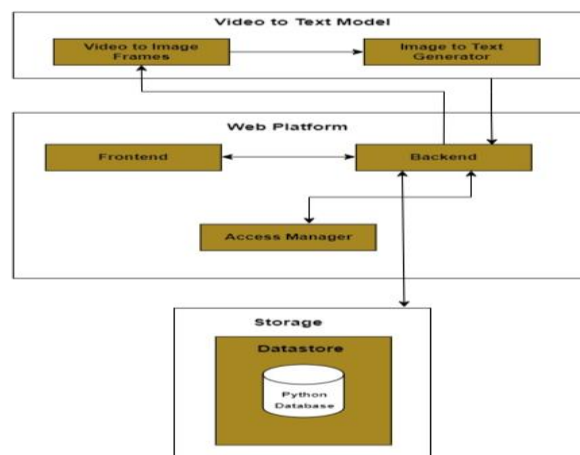 Video to Text Model
Video to Image
Frames
Image to Text
Generator
Web Platform
Frontend
Backend
Access Manager
Storage
Datastore
Python
Database